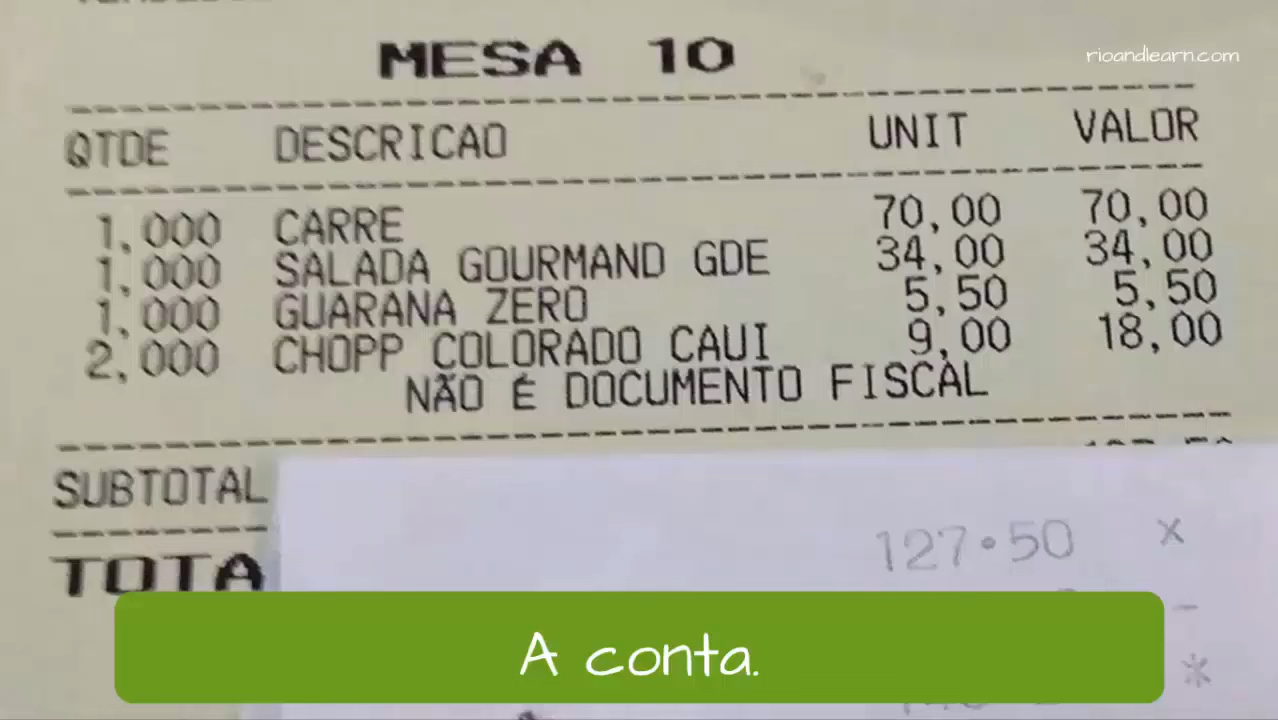 rioandlearn.com
MESA 10
QTDE DESCRICAO UNIT VALOR
1,000 CARRE 70,00 70,00
1,000 SALADA GOURMAND GDE 34,00 34,00
1,000 GUARANA ZERO 5,50 5,50
2,000 CHOPP COLORADO CAUI 9,00 18,00
NÃO É DOCUMENTO FISCAL
SUBTOTAL
127.50 x
-
*
A conta.